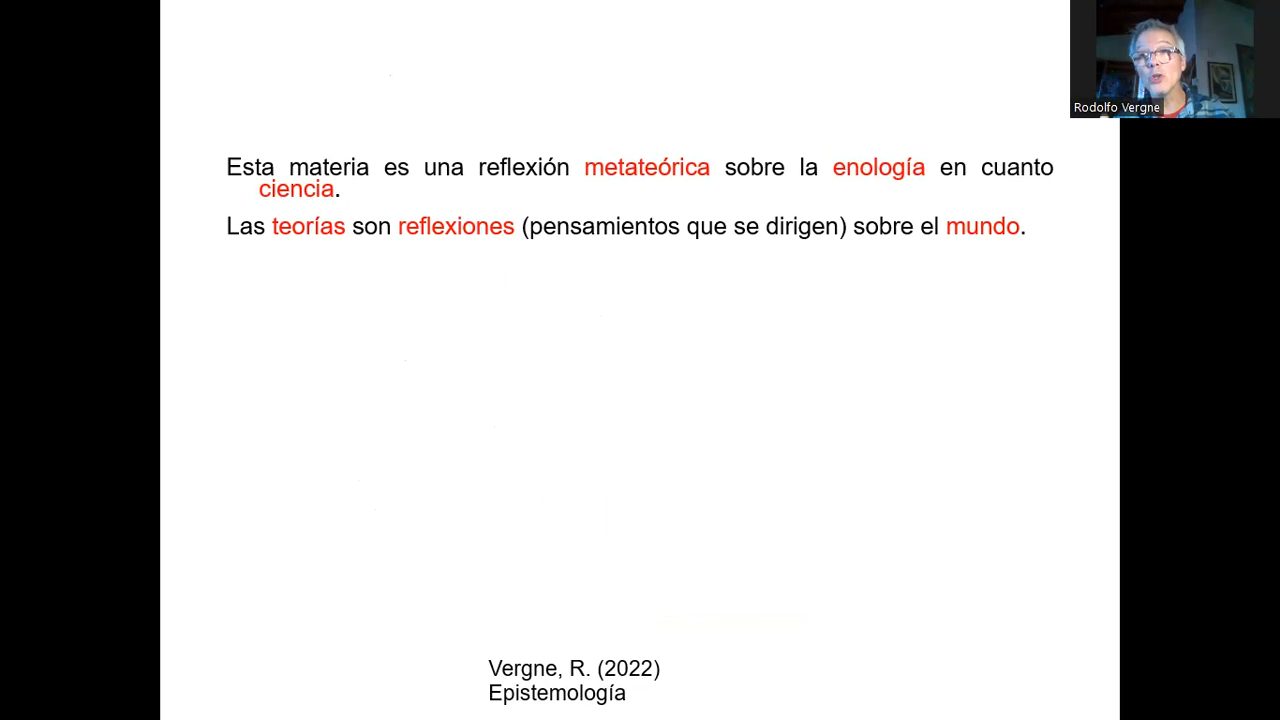 Rodolfo Vergne
Esta materia es una reflexión metateórica sobre la enología en cuanto
ciencia.
Las teorías son reflexiones (pensamientos que se dirigen) sobre el mundo.
Vergne, R. (2022)
Epistemología